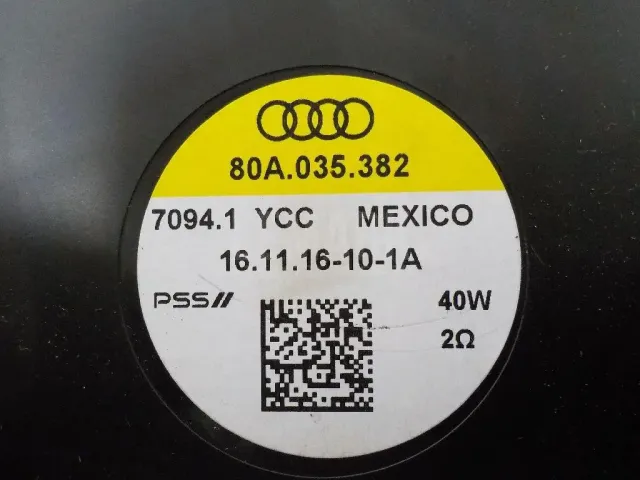 80A.035.382
7094.1 YCC MEXICO
16.11.16-10-1A
PSS 40W
2Ω